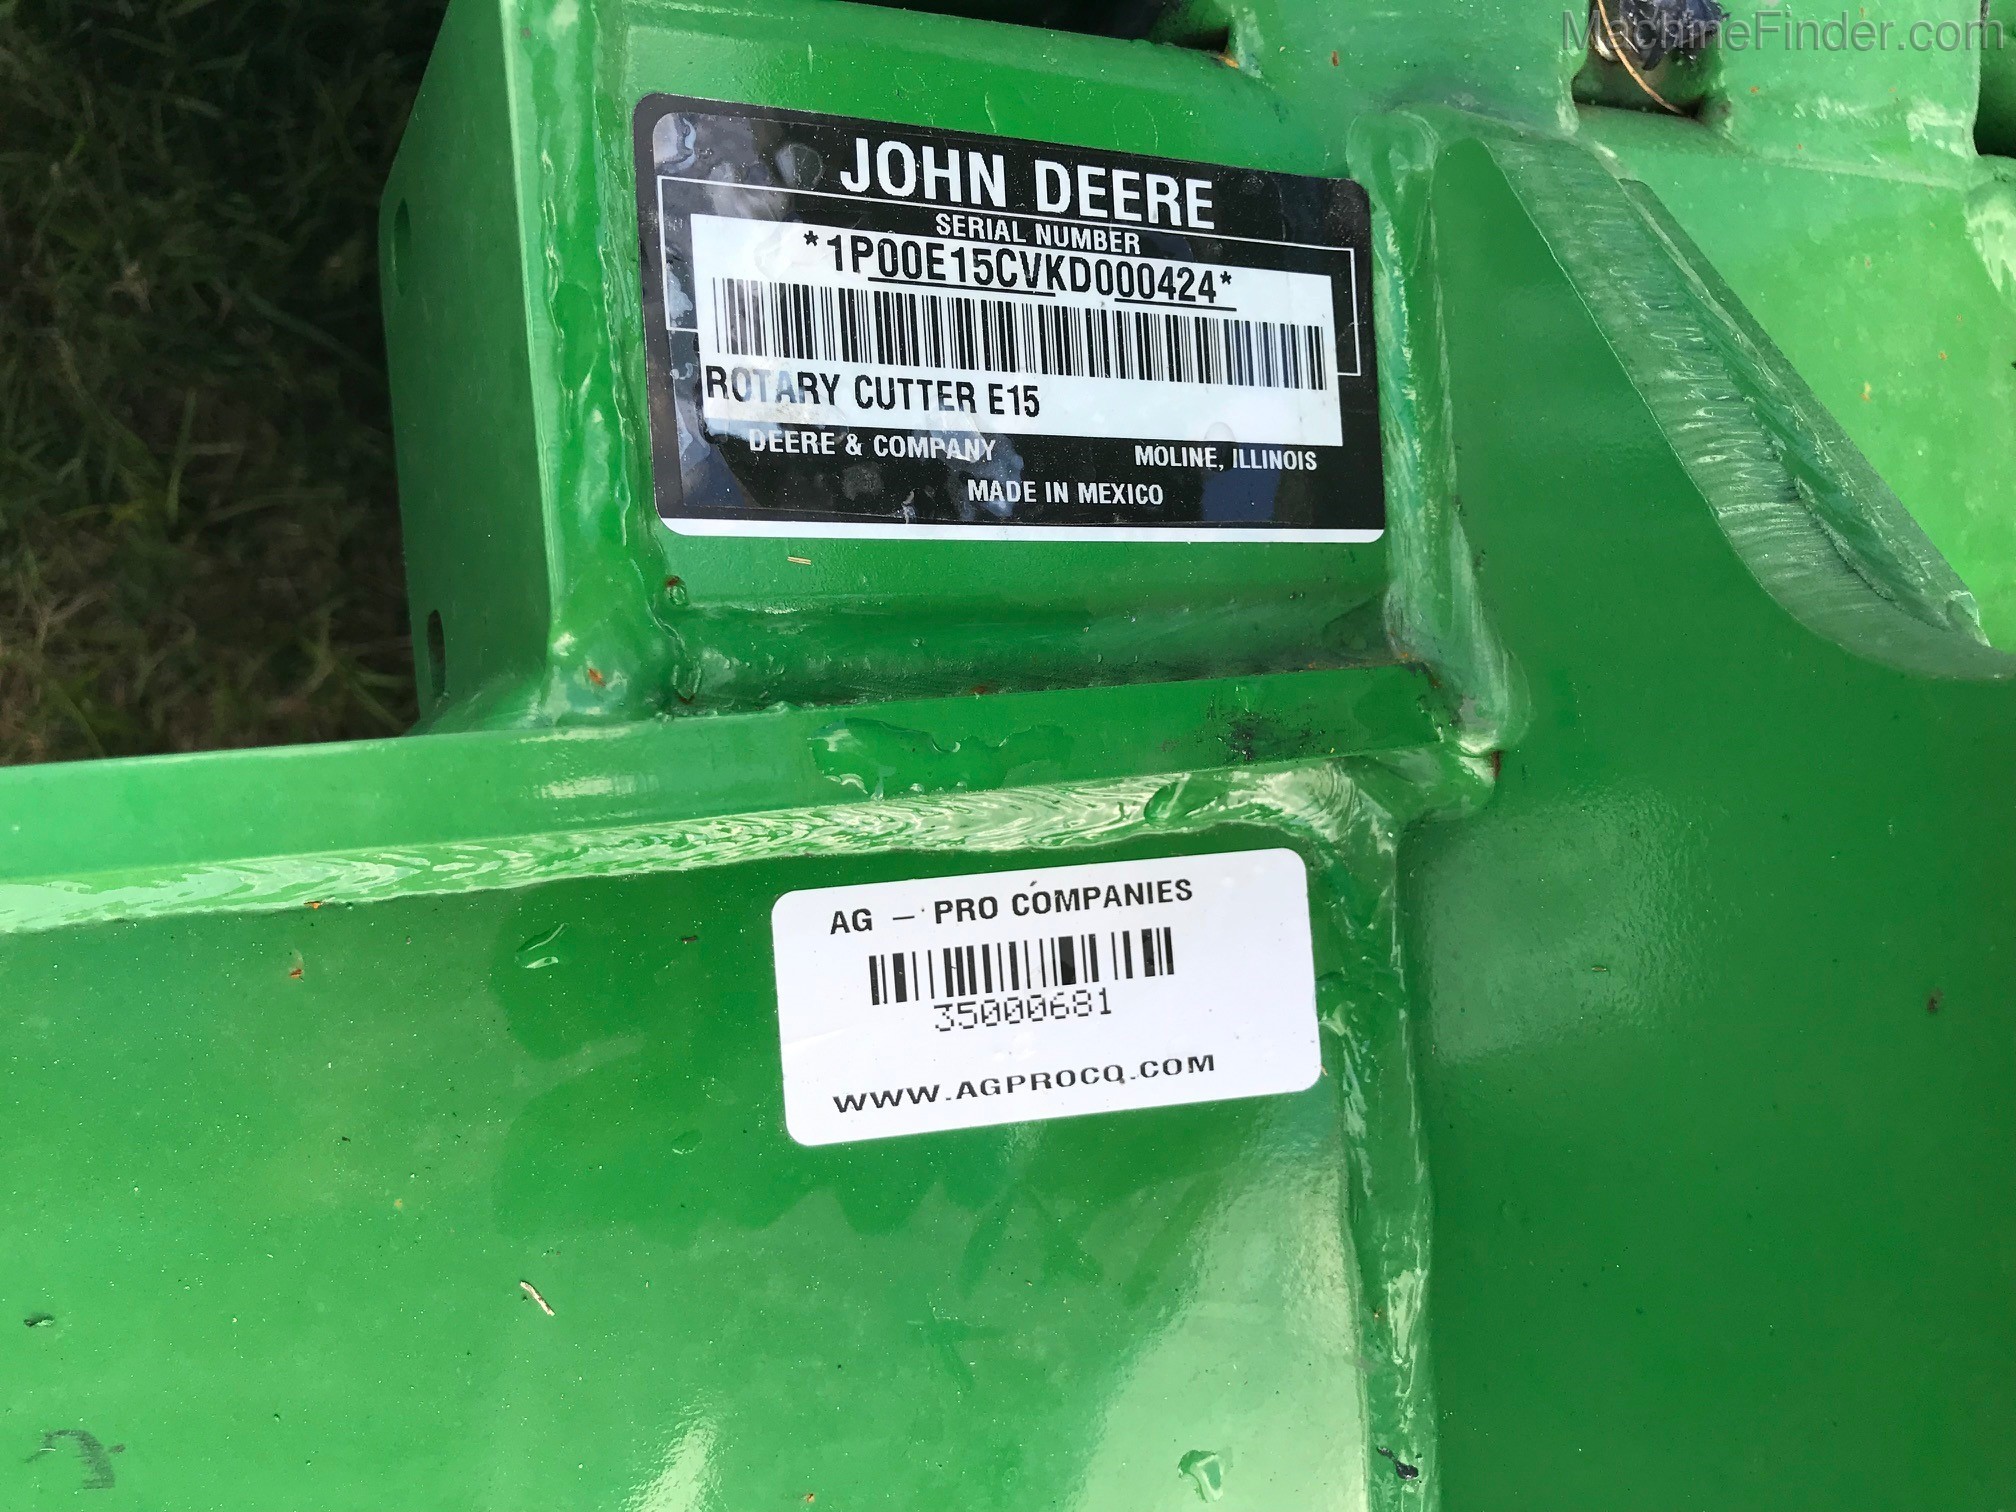 MachineFinder.com
JOHN DEERE
SERIAL NUMBER
*1P00E15CVKD000424*
ROTARY CUTTER E15
DEERE & COMPANY MOLINE, ILLINOIS
MADE IN MEXICO
AG - PRO COMPANIES
35000681
WWW.AGPROCO.COM